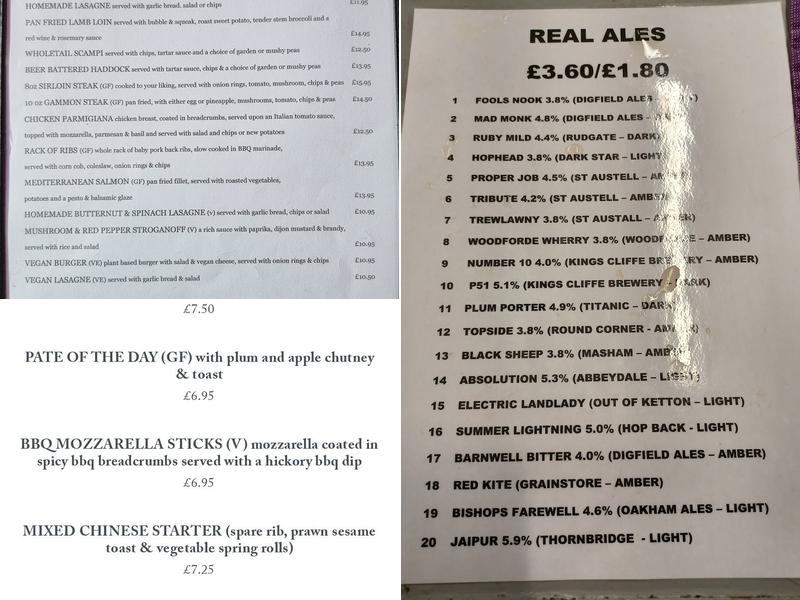 HOMEMADE LASAGNE served with garlic bread, salad or chips £11.95
PAN FRIED LAMB LOIN served with bubble & squeak, roast sweet potato, tender stem broccoli and a
red wine & rosemary sauce £14.95
WHOLETAIL SCAMPI served with chips, tartar sauce and a choice of garden or mushy peas £12.50
BEER BATTERED HADDOCK served with tartar sauce, chips & a choice of garden or mushy peas £13.95
8oz SIRLOIN STEAK (GF) cooked to your liking, served with onion rings, tomato, mushroom, chips & peas £15.95
10 oz GAMMON STEAK (GF) pan fried, with either egg or pineapple, mushrooms, tomato, chips & peas £14.50
CHICKEN PARMIGIANA chicken breast, coated in breadcrumbs, served upon an Italian tomato sauce,
topped with mozzarella, parmesan & basil and served with salad and chips or new potatoes £12.50
RACK OF RIBS (GF) whole rack of baby pork back ribs, slow cooked in BBQ marinade,
served with corn cob, coleslaw, onion rings & chips £13.95
MEDITERRANEAN SALMON (GF) pan fried fillet, served with roasted vegetables,
potatoes and a pesto & balsamic glaze £13.95
HOMEMADE BUTTERNUT & SPINACH LASAGNE (v) served with garlic bread, chips or salad £10.95
MUSHROOM & RED PEPPER STROGANOFF (V) a rich sauce with paprika, dijon mustard & brandy,
served with rice and salad £10.95
VEGAN BURGER (VE) plant based burger with salad & vegan cheese, served with onion rings & chips £10.95
VEGAN LASAGNE (VE) served with garlic bread & salad £10.50
£7.50
PATE OF THE DAY (GF) with plum and apple chutney
& toast
£6.95
BBQ MOZZARELLA STICKS (V) mozzarella coated in
spicy bbq breadcrumbs served with a hickory bbq dip
£6.95
MIXED CHINESE STARTER (spare rib, prawn sesame
toast & vegetable spring rolls)
£7.25
REAL ALES
£3.60/£1.80
1 FOOLS NOOK 3.8% (DIGFIELD ALES -
2 MAD MONK 4.8% (DIGFIELD ALES -
3 RUBY MILD 4.4% (RUDGATE – DARK)
4 HOPHEAD 3.8% (DARK STAR – LIGHT
5 PROPER JOB 4.5% (ST AUSTELL –
6 TRIBUTE 4.2% (ST AUSTELL – AMBER)
7 TREWLAWNY 3.8% (ST AUSTALL –
8 WOODFORDE WHERRY 3.8% (WOODFORDE – AMBER)
9 NUMBER 10 4.0% (KINGS CLIFFE BREWERY – AMBER)
10 P51 5.1% (KINGS CLIFFE BREWERY – DARK)
11 PLUM PORTER 4.9% (TITANIC – DARK)
12 TOPSIDE 3.8% (ROUND CORNER - AMBER)
13 BLACK SHEEP 3.8% (MASHAM – AMBER)
14 ABSOLUTION 5.3% (ABBEYDALE – LIGHT)
15 ELECTRIC LANDLADY (OUT OF KETTON – LIGHT)
16 SUMMER LIGHTNING 5.0% (HOP BACK - LIGHT)
17 BARNWELL BITTER 4.0% (DIGFIELD ALES – AMBER)
18 RED KITE (GRAINSTORE – AMBER)
19 BISHOPS FAREWELL 4.6% (OAKHAM ALES – LIGHT)
20 JAIPUR 5.9% (THORNBRIDGE - LIGHT)